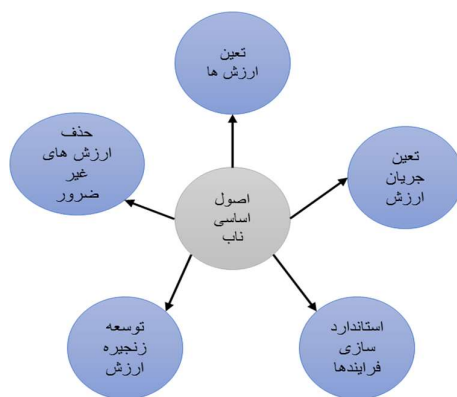 تعین
ارزش ها
حذف
ارزش های
غیر
ضرور
تعین
جریان
ارزش
اصول
اساسی
ناب
توسعه
زنجیره
ارزش
استاندارد
سازی
فرایندها